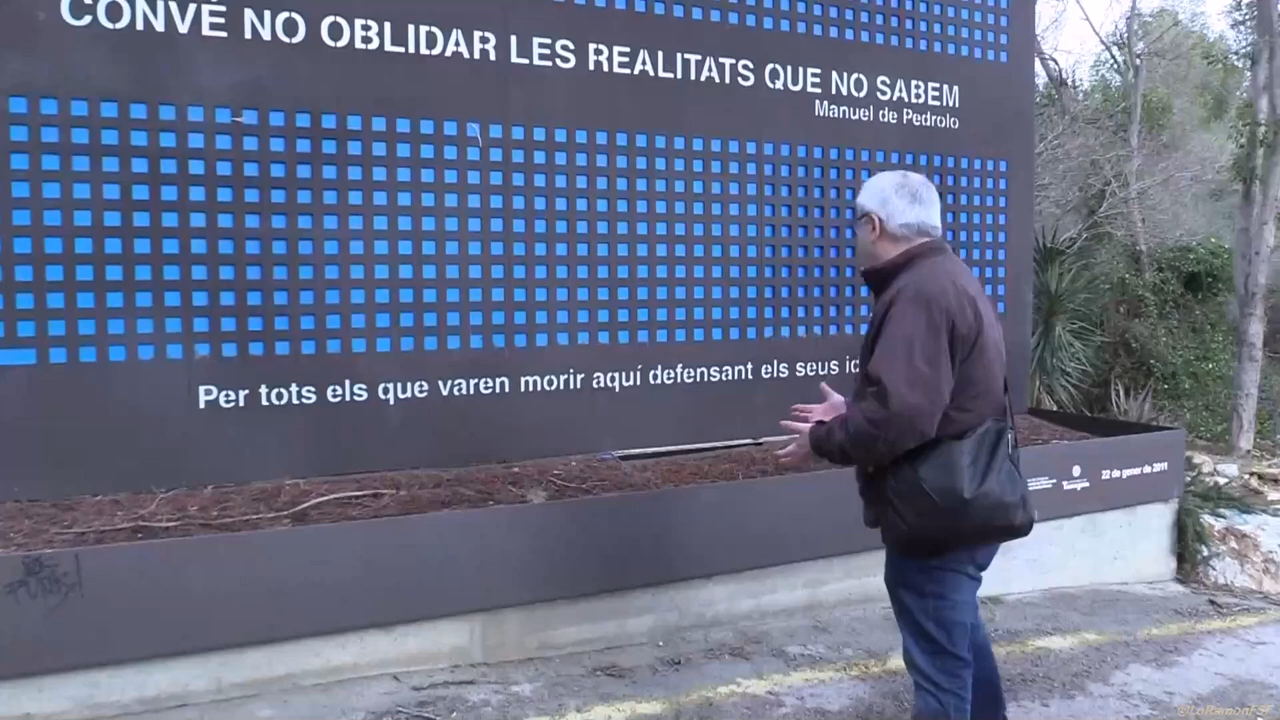 CONVÉ NO OBLIDAR LES REALITATS QUE NO SABEM
Manuel de Pedrolo
Per tots els que varen morir aquí defensant els seus
22 de gener de 2011